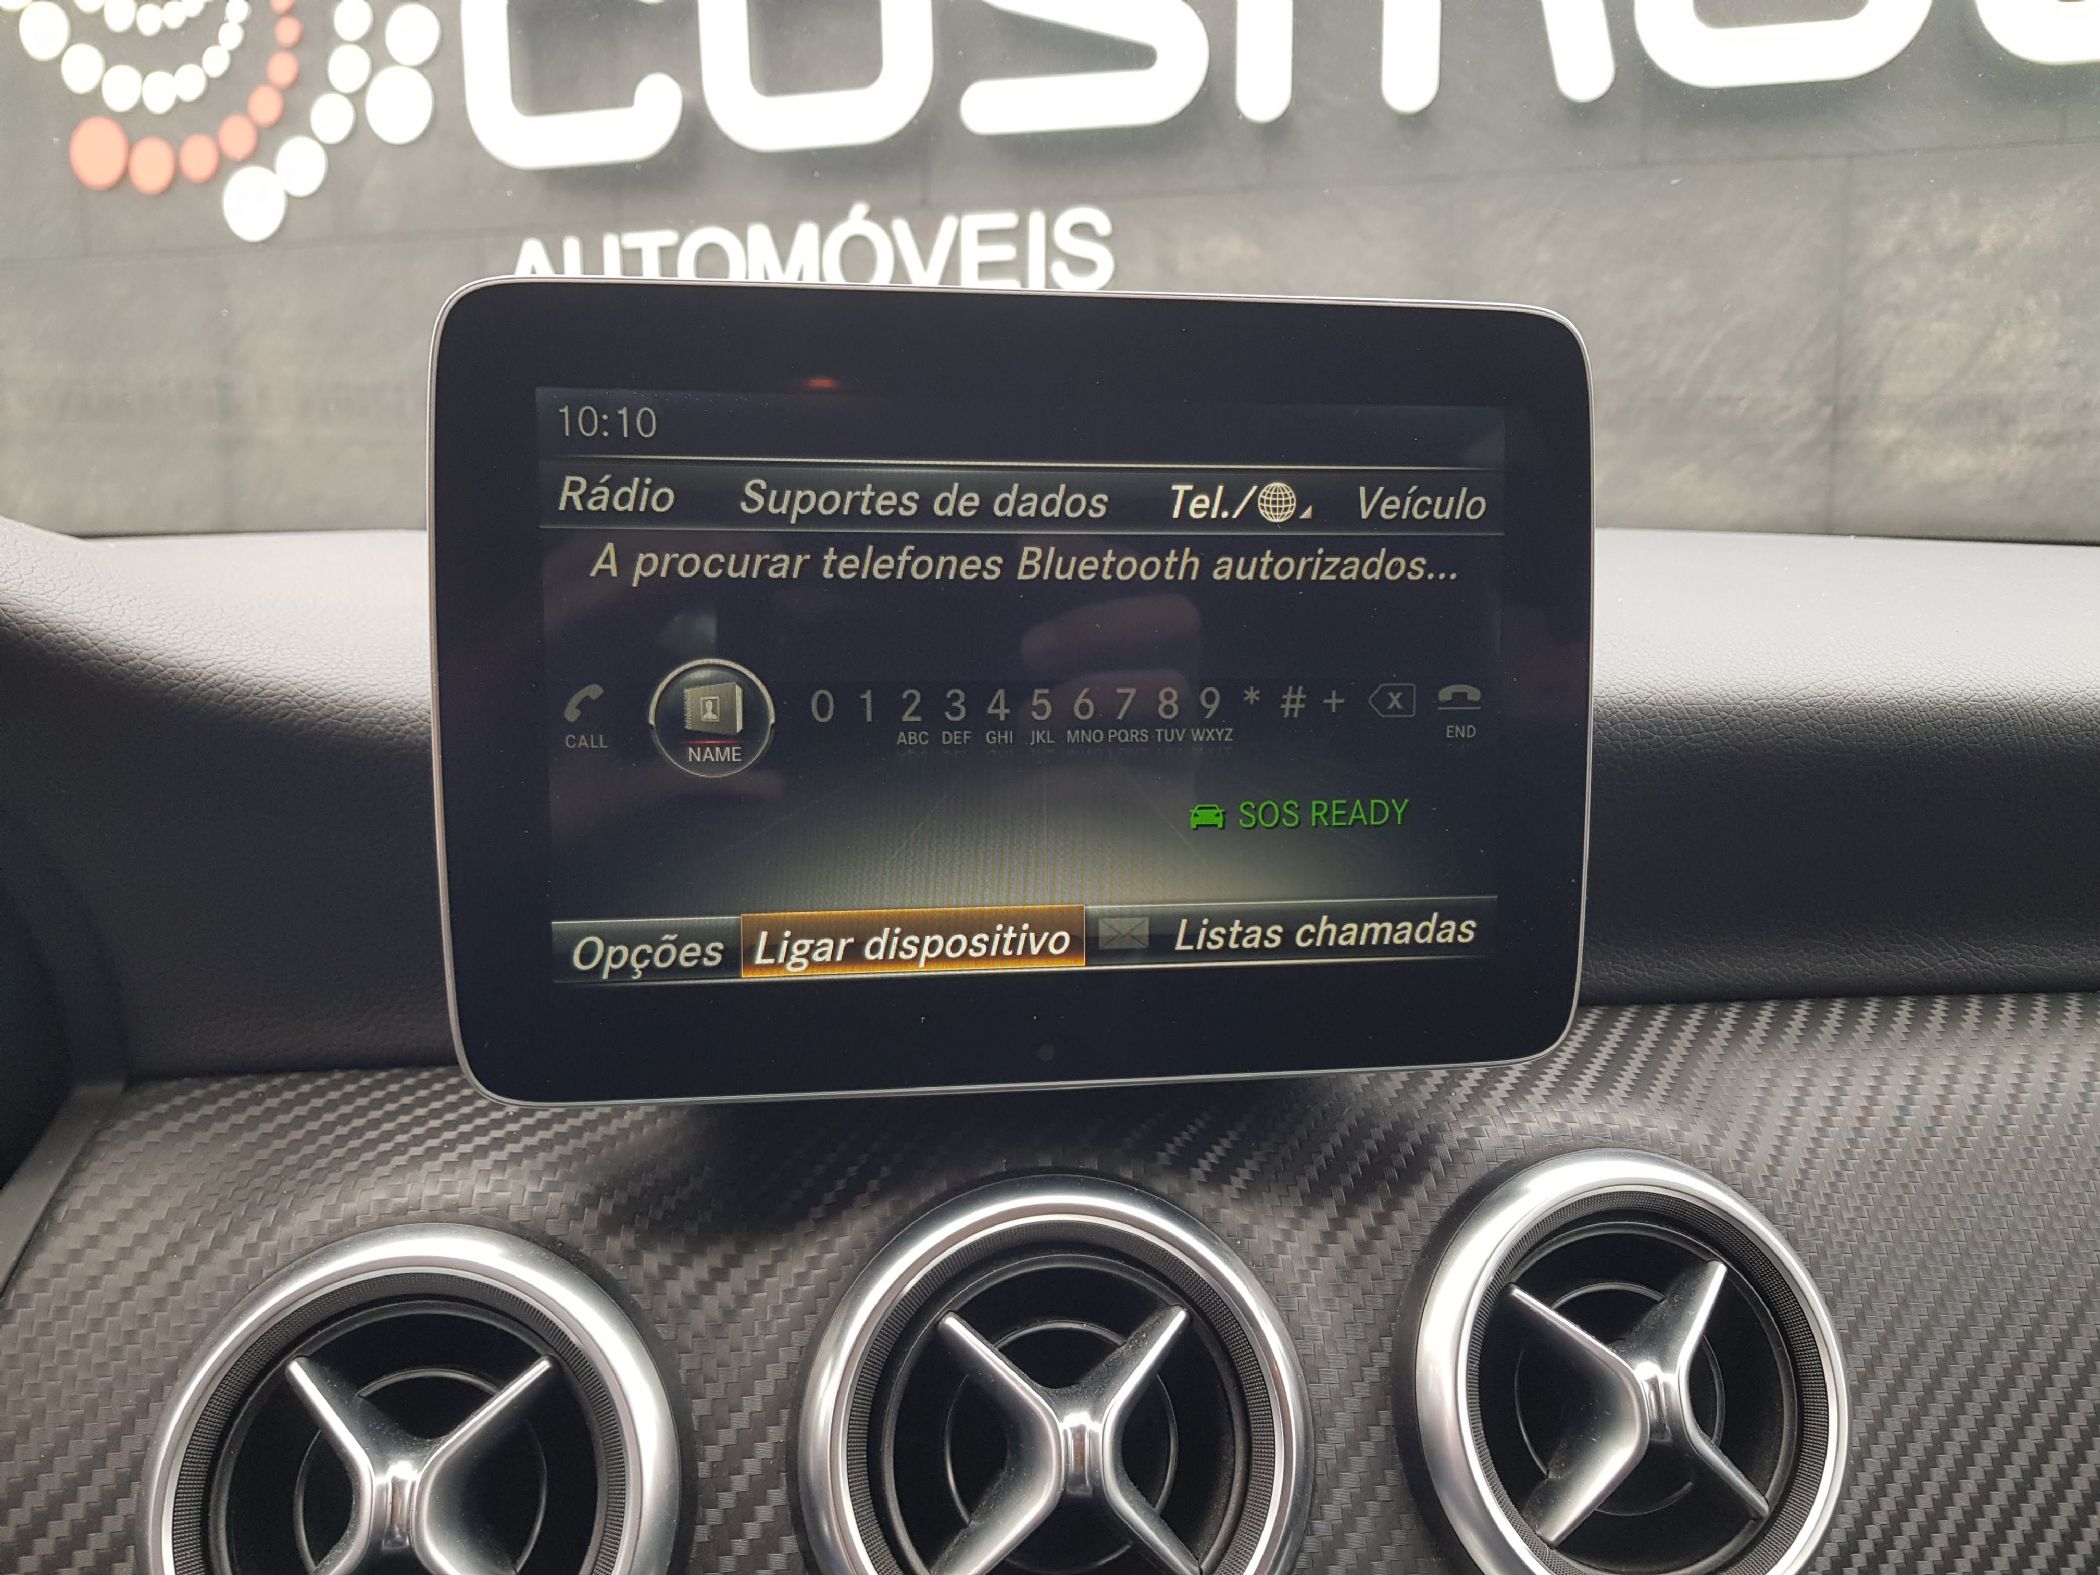 AUTOMÓVEIS
10:10
Rádio Suportes de dados Tel./ Veículo
A procurar telefones Bluetooth autorizados...
0 1 2 3 4 5 6 7 8 9 * # +
CALL NAME ABC DEF GHI JKL MNO PQRS TUV WXYZ END
SOS READY
Opções Ligar dispositivo Listas chamadas